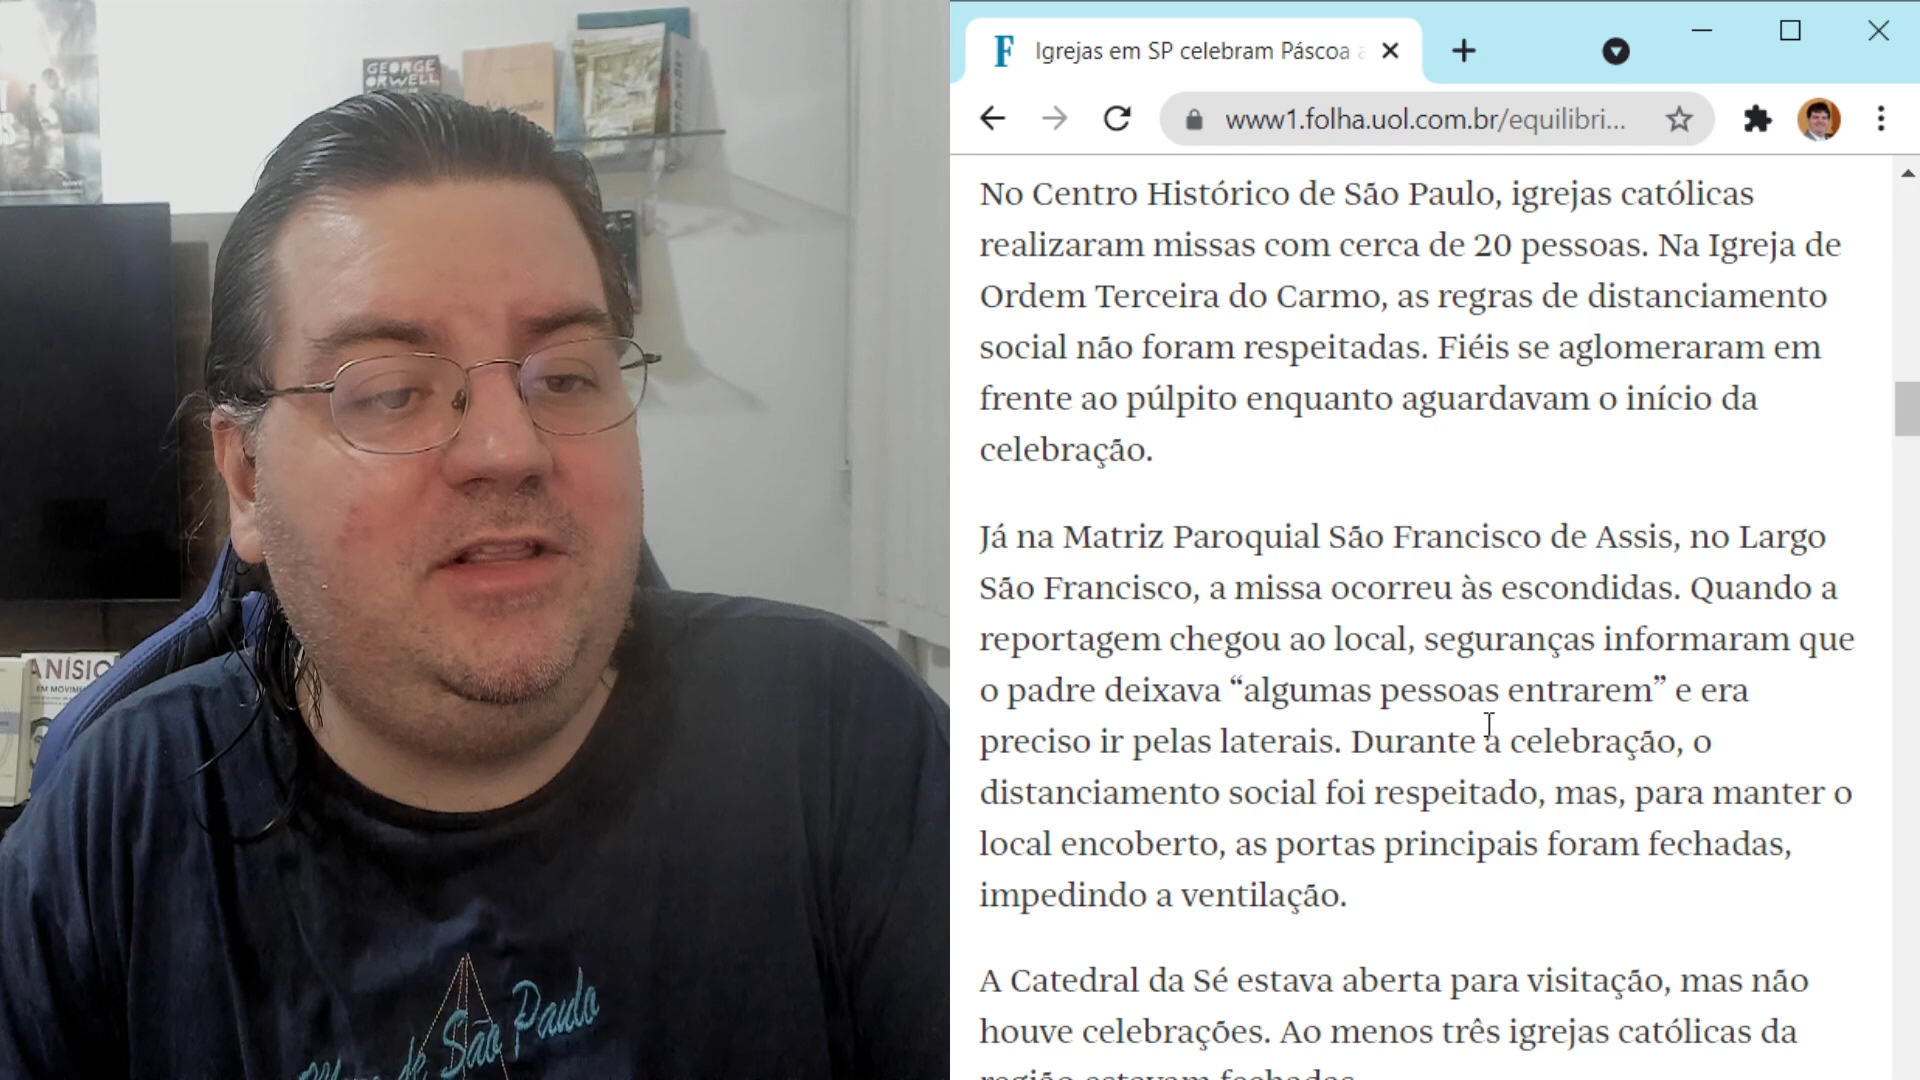 GEORGE
ORWELL
ANÍSIO
EM MOVIME
de São Paulo
F Igrejas em SP celebram Páscoa a
www1.folha.uol.com.br/equilibri...
No Centro Histórico de São Paulo, igrejas católicas
realizaram missas com cerca de 20 pessoas. Na Igreja de
Ordem Terceira do Carmo, as regras de distanciamento
social não foram respeitadas. Fiéis se aglomeraram em
frente ao púlpito enquanto aguardavam o início da
celebração.
Já na Matriz Paroquial São Francisco de Assis, no Largo
São Francisco, a missa ocorreu às escondidas. Quando a
reportagem chegou ao local, seguranças informaram que
o padre deixava “algumas pessoas entrarem” e era
preciso ir pelas laterais. Durante a celebração, o
distanciamento social foi respeitado, mas, para manter o
local encoberto, as portas principais foram fechadas,
impedindo a ventilação.
A Catedral da Sé estava aberta para visitação, mas não
houve celebrações. Ao menos três igrejas católicas da
região estavam fechadas